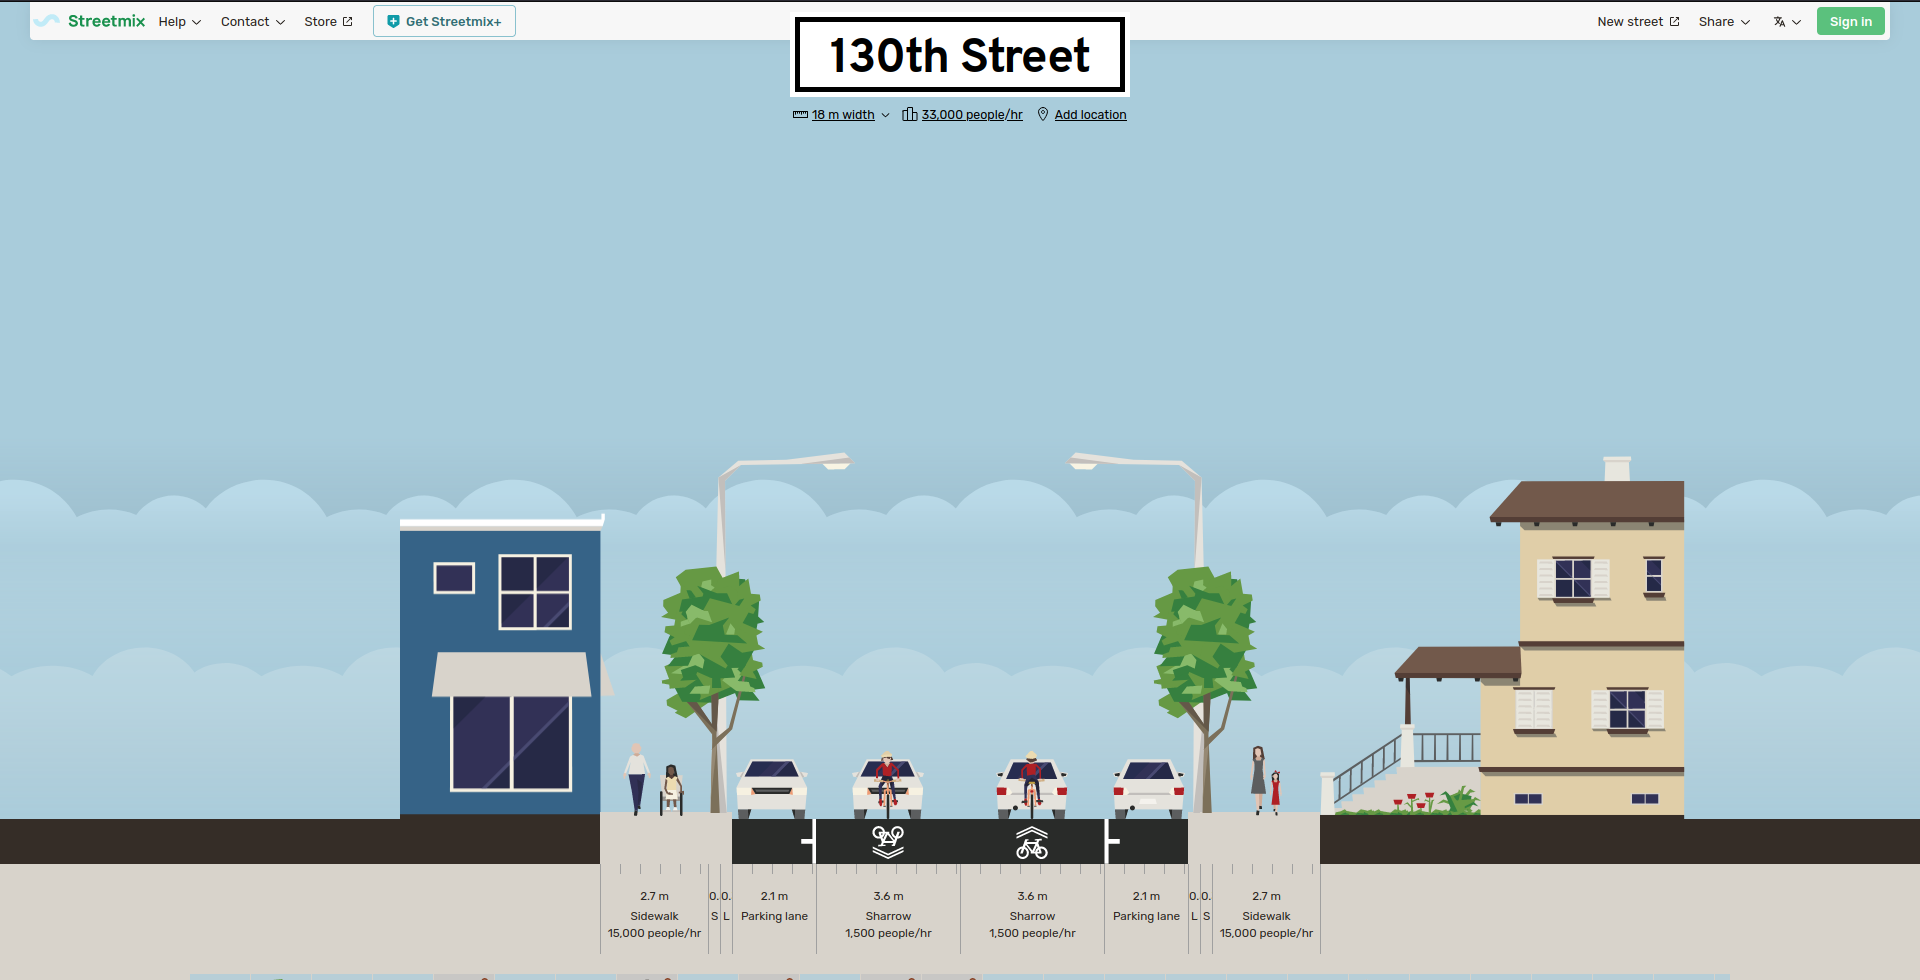 Streetmix Help Contact Store Get Streetmix+ New street Share Sign in
130th Street
18 m width 33,000 people/hr Add location
2.7 m 0. 0. 2.1 m 3.6 m 3.6 m 2.1 m 0. 0. 2.7 m
Sidewalk S L Parking lane Sharrow Sharrow Parking lane L S Sidewalk
15,000 people/hr 1,500 people/hr 1,500 people/hr 15,000 people/hr